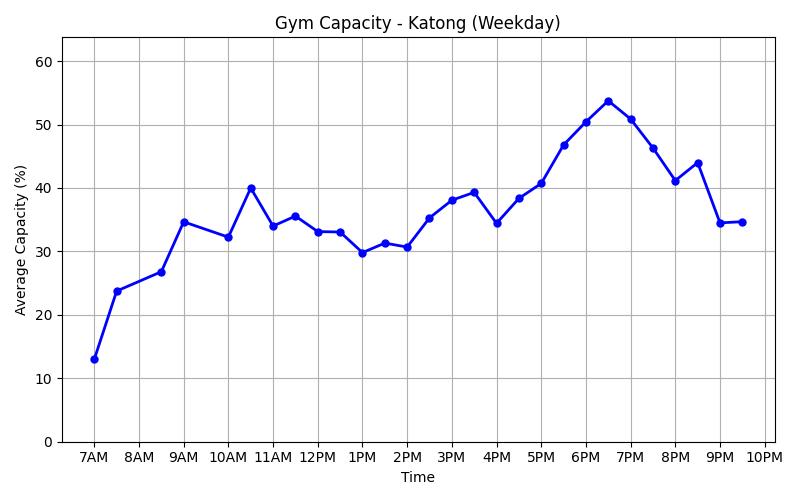 Gym Capacity - Katong (Weekday)
Average Capacity (%)
60
50
40
30
20
10
0
7AM 8AM 9AM 10AM 11AM 12PM 1PM 2PM 3PM 4PM 5PM 6PM 7PM 8PM 9PM 10PM
Time